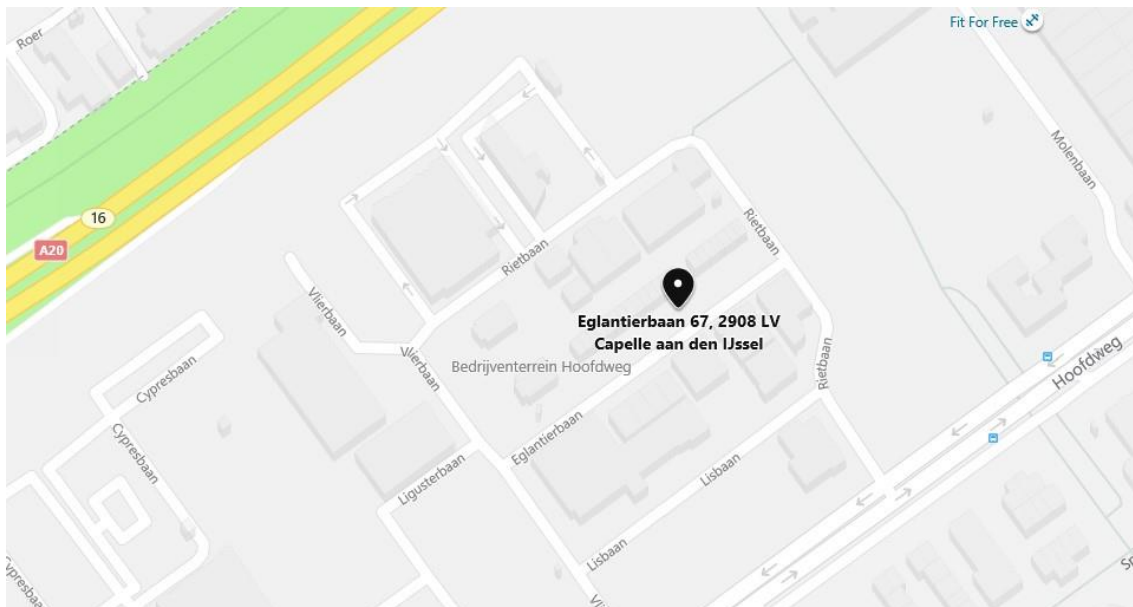 Roer
Fit For Free
Molenbaan
16
A20
Rietbaan
Rietbaan
Vlierbaan
Eglantierbaan 67, 2908 LV
Capelle aan den IJssel
Vlierbaan
Bedrijventerrein Hoofdweg
Rietbaan
Hoofdweg
Cypresbaan
Cypresbaan
Eglantierbaan
Ligusterbaan
Lisbaan
Lisbaan
Cypresbaan